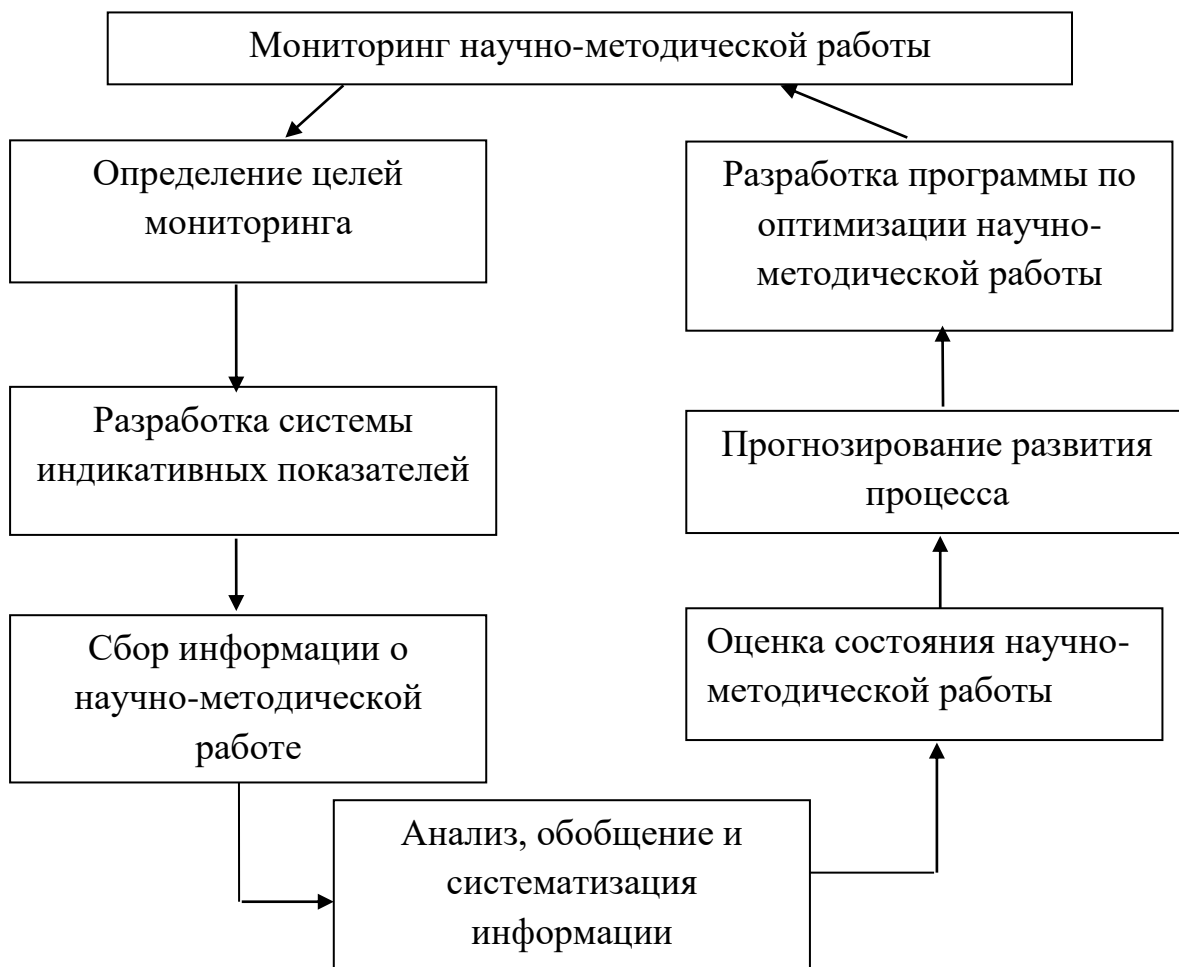 Мониторинг научно-методической работы
Определение целей
мониторинга
Разработка системы
индикативных показателей
Сбор информации о
научно-методической
работе
Анализ, обобщение и
систематизация
информации
Оценка состояния научно-
методической работы
Прогнозирование развития
процесса
Разработка программы по
оптимизации научно-
методической работы